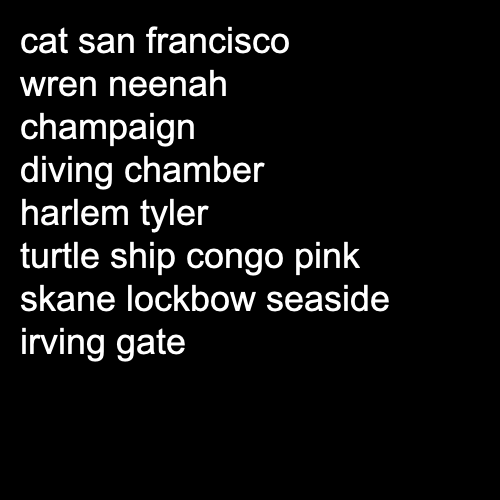 cat san francisco
wren neenah
champaign
diving chamber
harlem tyler
turtle ship congo pink
skane lockbow seaside
irving gate